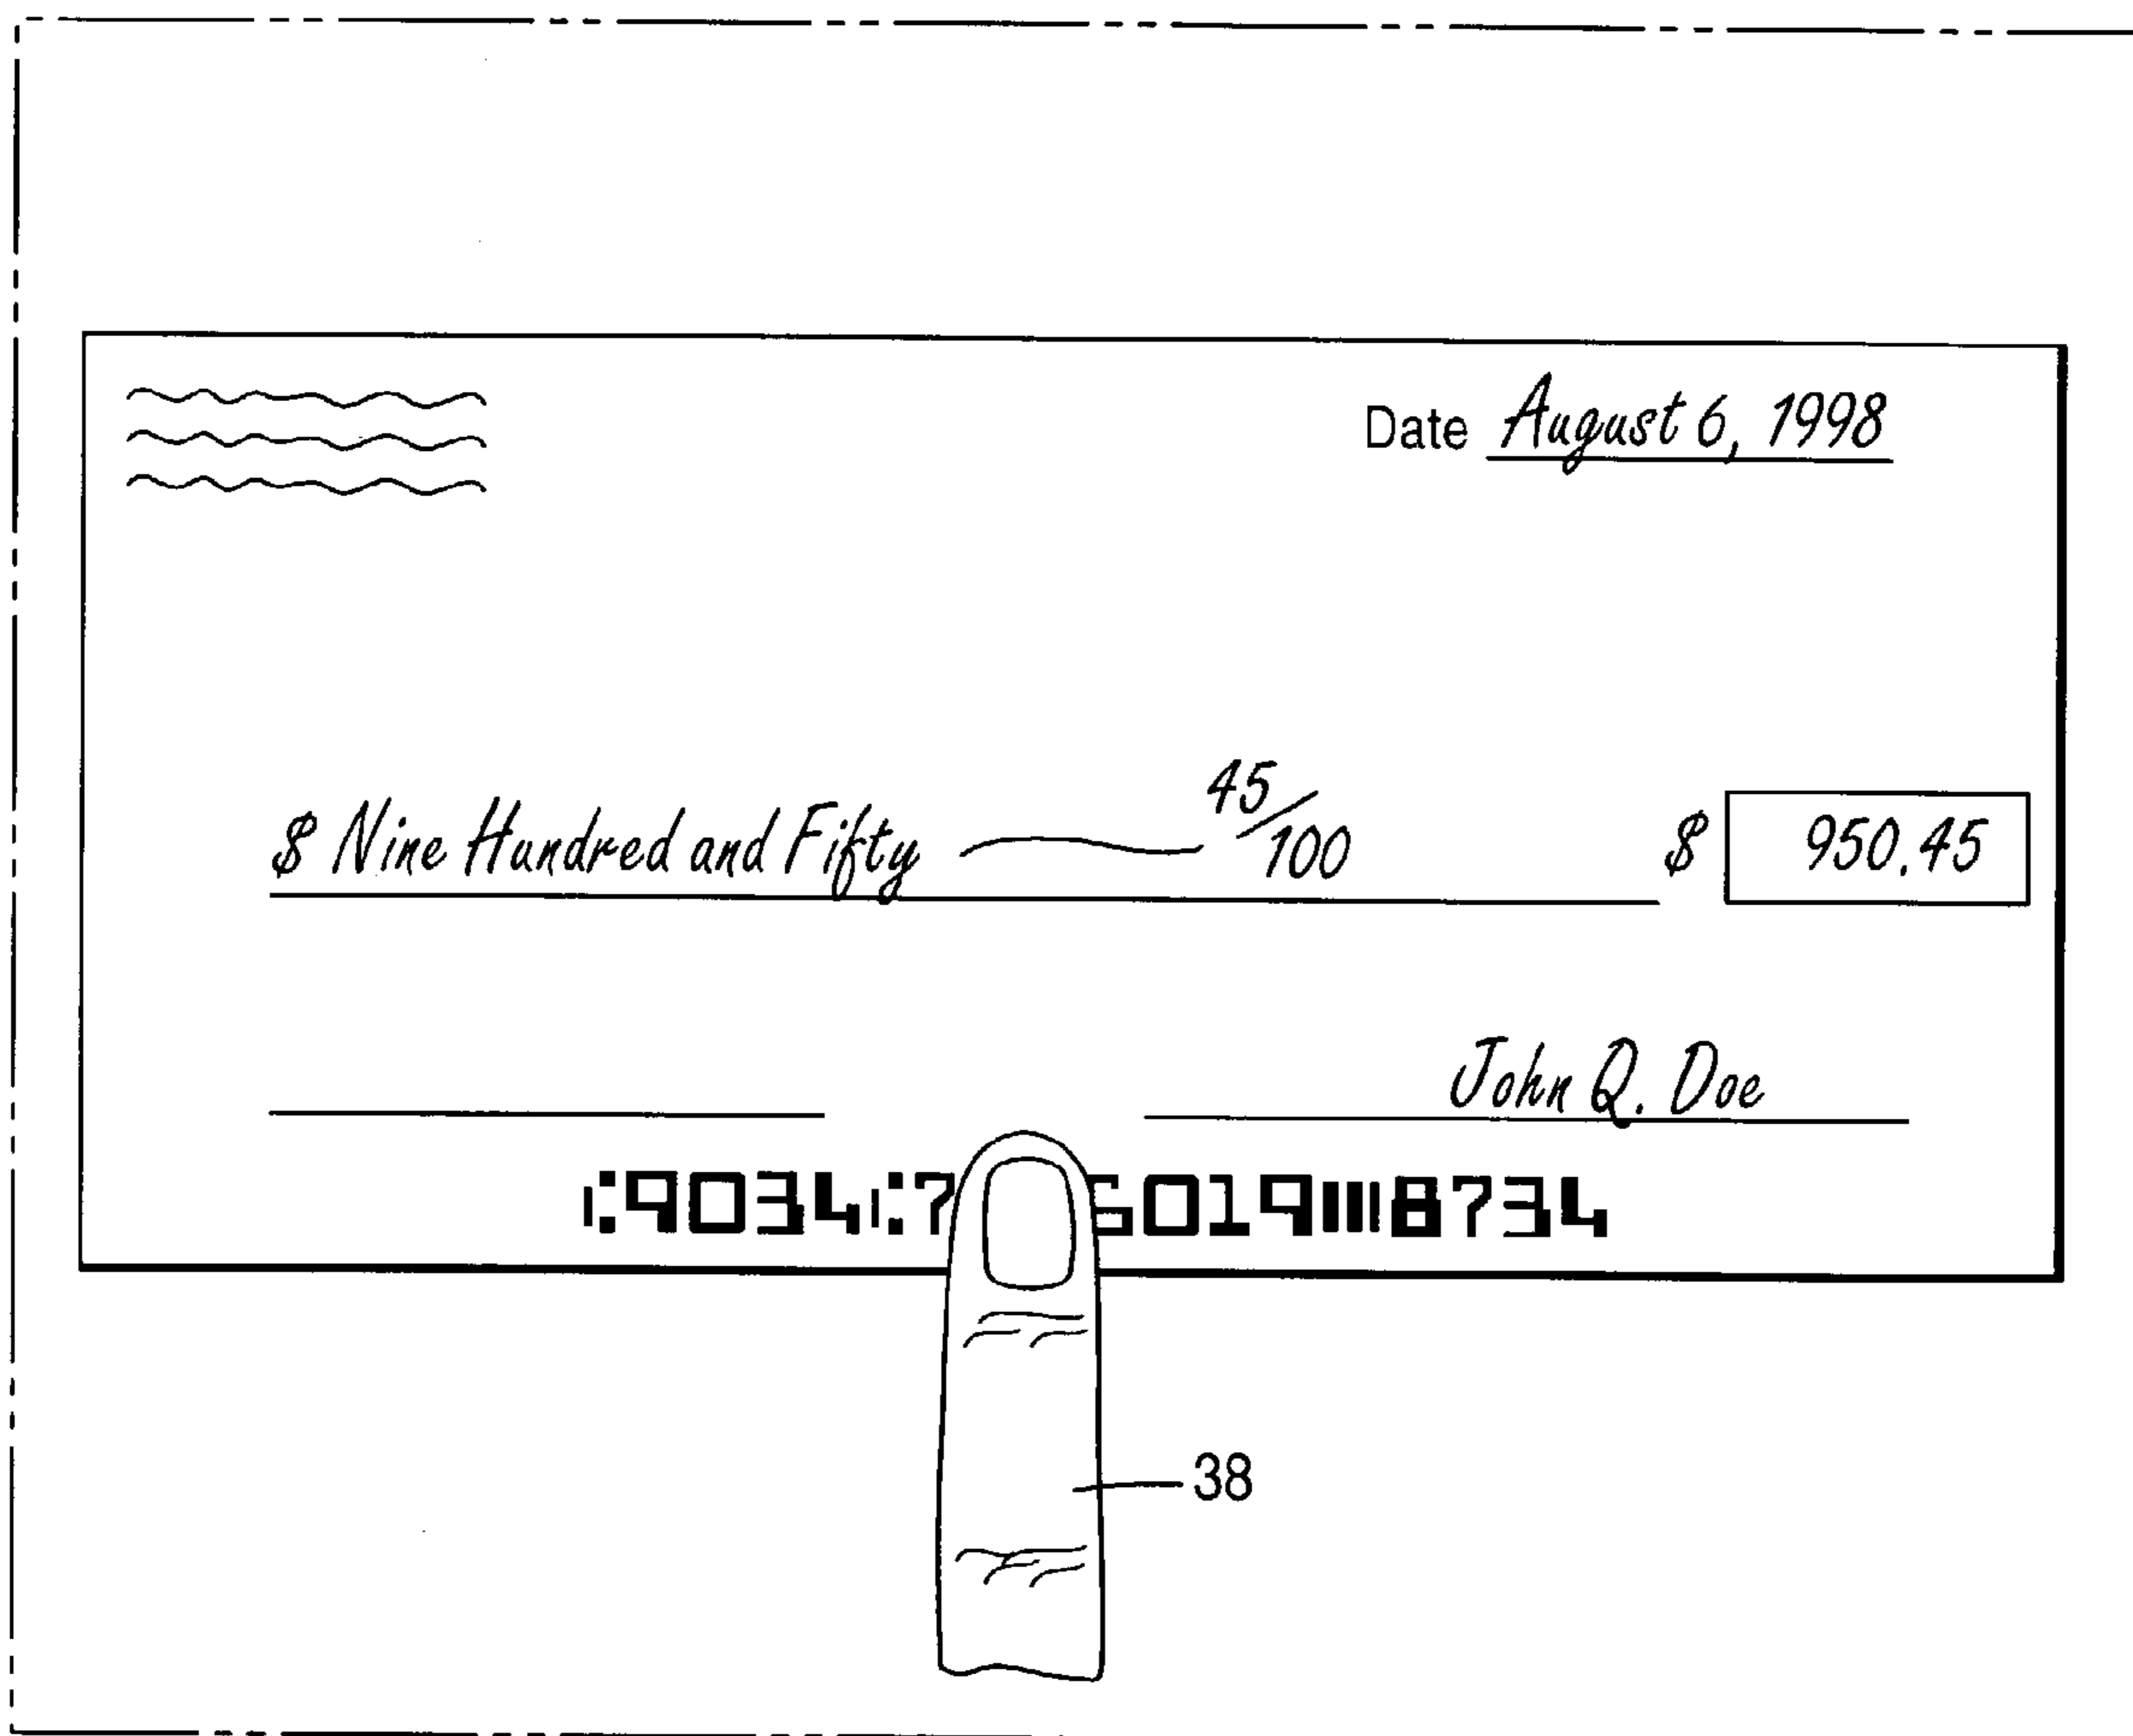 Date August 6, 1998
$ Nine Hundred and Fifty 45/100 $ 950.45
John Q. Doe
⑆9034⑆7 6019⑈8734
38